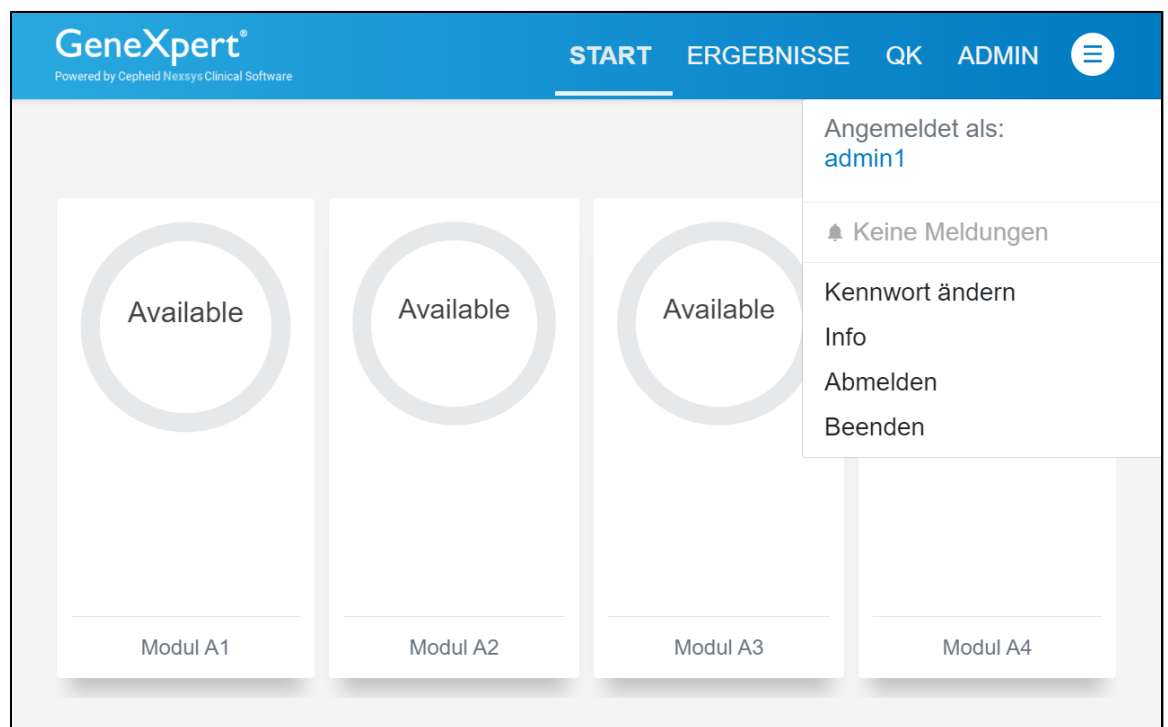 GeneXpert®
Powered by Cepheid Nexsys Clinical Software
START ERGEBNISSE QK ADMIN
Angemeldet als:
admin1
Keine Meldungen
Kennwort ändern
Info
Abmelden
Beenden
Available Available Available
Modul A1 Modul A2 Modul A3 Modul A4